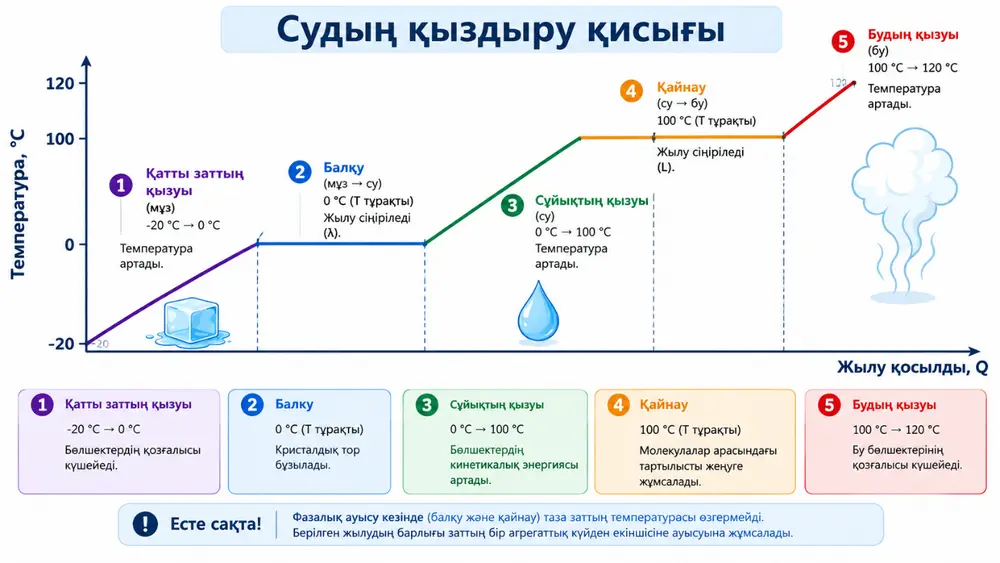 Судың қыздыру қисығы
Температура, °C
120
100
0
-20
-20
1 Қатты заттың
қызуы
(мұз)
-20 °C → 0 °C
Температура
артады.
2 Балқу
(мұз → су)
0 °C (T тұрақты)
Жылу сіңіріледі
(λ).
3 Сұйықтың қызуы
(су)
0 °C → 100 °C
Температура
артады.
4 Қайнау
(су → бу)
100 °C (T тұрақты)
Жылу сіңіріледі
(L).
5 Будың қызуы
(бу)
100 °C → 120 °C
Температура
артады.
Жылу қосылды, Q
1 Қатты заттың қызуы
-20 °C → 0 °C
Бөлшектердің қозғалысы
күшейеді.
2 Балку
0 °C (T тұрақты)
Кристалдық тор
бұзылады.
3 Сұйықтың қызуы
0 °C → 100 °C
Бөлшектердің
кинетикалық энергиясы
артады.
4 Қайнау
100 °C (T тұрақты)
Молекулалар арасындағы
тартылысты жеңуге
жұмсалады.
5 Будың қызуы
100 °C → 120 °C
Бу бөлшектерінің
қозғалысы күшейеді.
! Есте сақта!
Фазалық ауысу кезінде (балқу және қайнау) таза заттың температурасы өзгермейді.
Берілген жылудың барлығы заттың бір агрегаттық күйден екіншісіне ауысуына жұмсалады.